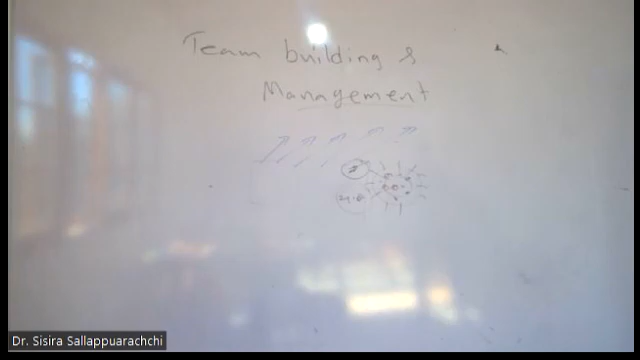 Team building &
Management
Dr. Sisira Sallappuarachchi